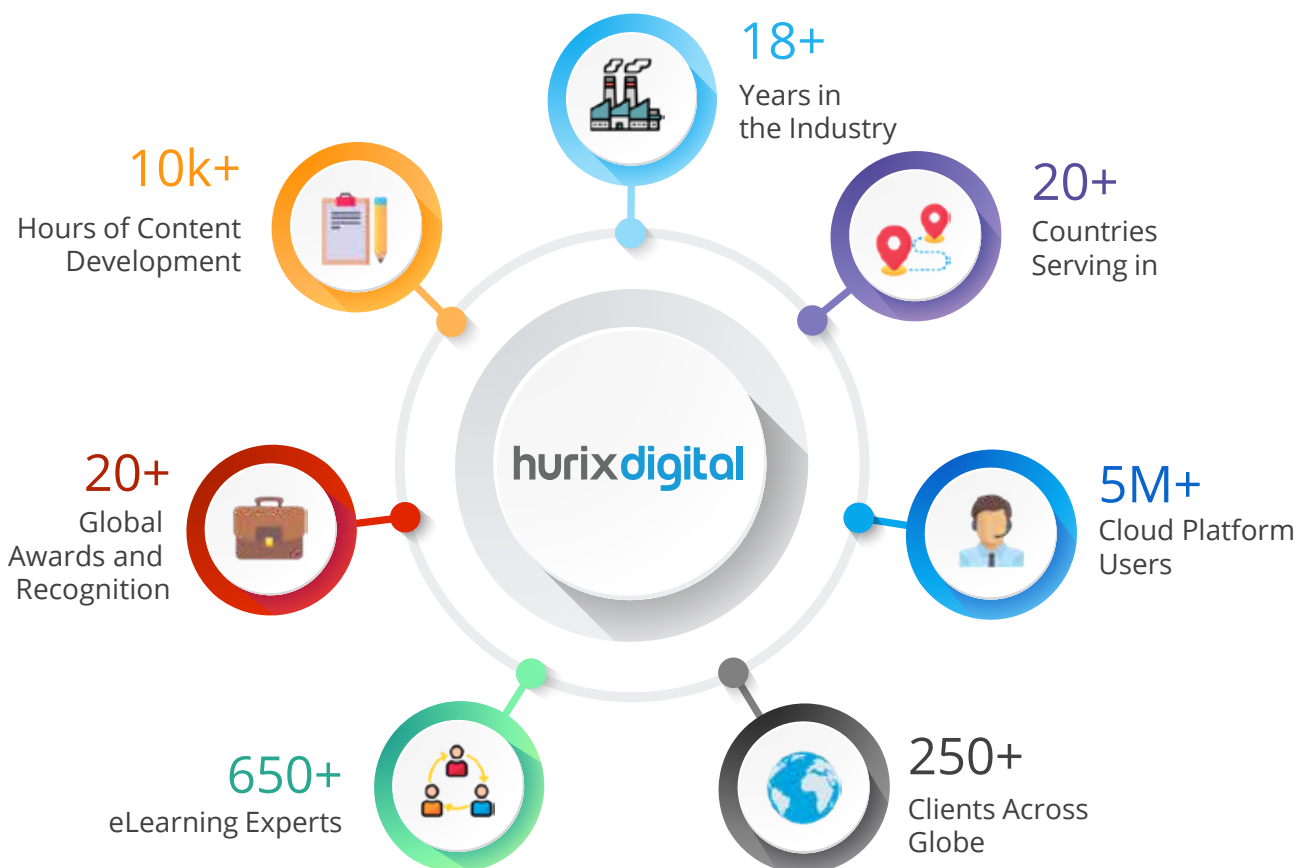 18+
Years in
the Industry
10k+
Hours of Content
Development
20+
Countries
Serving in
hurixdigital
20+
Global
Awards and
Recognition
5M+
Cloud Platform
Users
650+
eLearning Experts
250+
Clients Across
Globe